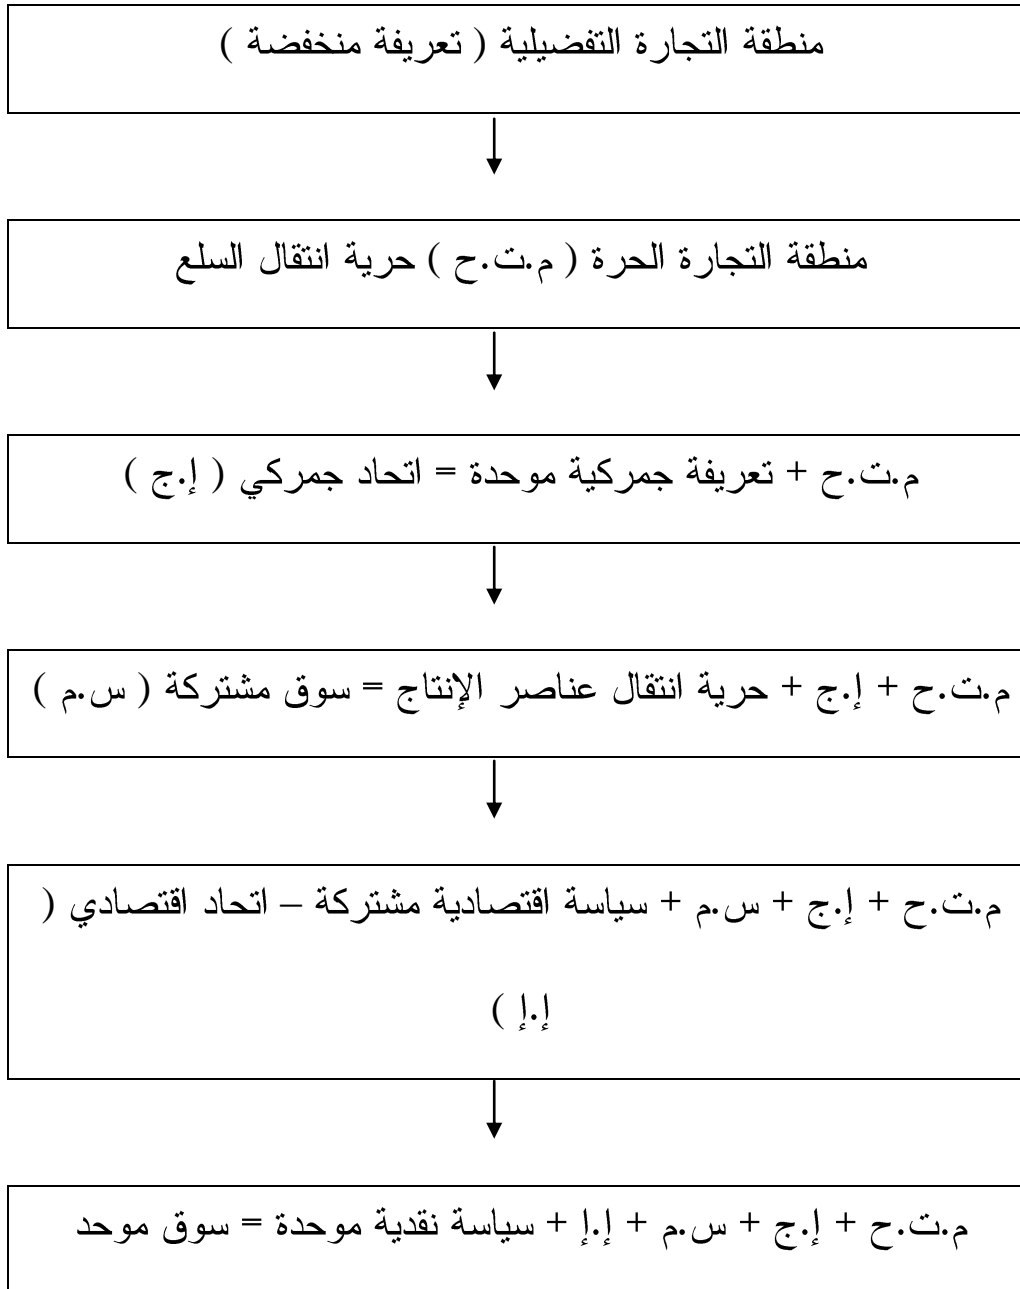 منطقة التجارة التفضيلية ( تعريفة منخفضة )
منطقة التجارة الحرة ( م.ت.ح ) حرية انتقال السلع
م.ت.ح + تعريفة جمركية موحدة = اتحاد جمركي ( إ.ج )
م.ت.ح + إ.ج + حرية انتقال عناصر الإنتاج = سوق مشتركة ( س.م )
م.ت.ح + إ.ج + س.م + سياسة اقتصادية مشتركة – اتحاد اقتصادي (
إ.إ )
م.ت.ح + إ.ج + س.م + إ.إ + سياسة نقدية موحدة = سوق موحد